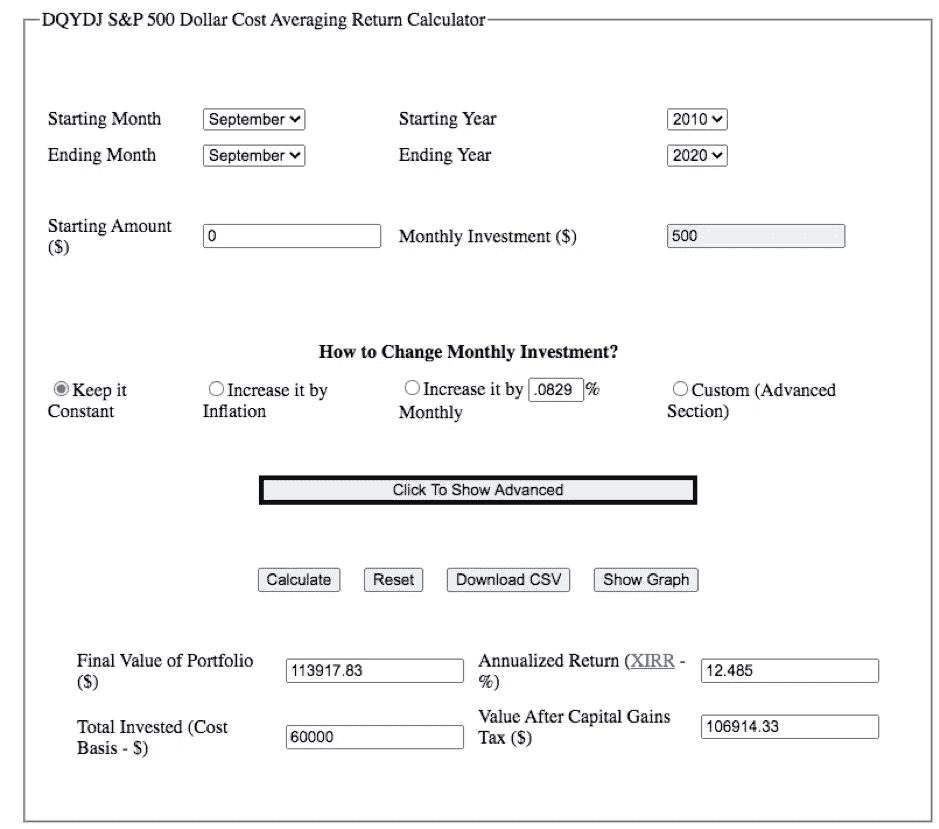 DQYDJ S&P 500 Dollar Cost Averaging Return Calculator
Starting Month September Starting Year 2010
Ending Month September Ending Year 2020
Starting Amount
($) 0 Monthly Investment ($) 500
How to Change Monthly Investment?
Keep it Increase it by Increase it by .0829 % Custom (Advanced
Constant Inflation Monthly Section)
Click To Show Advanced
Calculate Reset Download CSV Show Graph
Final Value of Portfolio 113917.83 Annualized Return (XIRR - 12.485
($) %)
Total Invested (Cost 60000 Value After Capital Gains 106914.33
Basis - $) Tax ($)